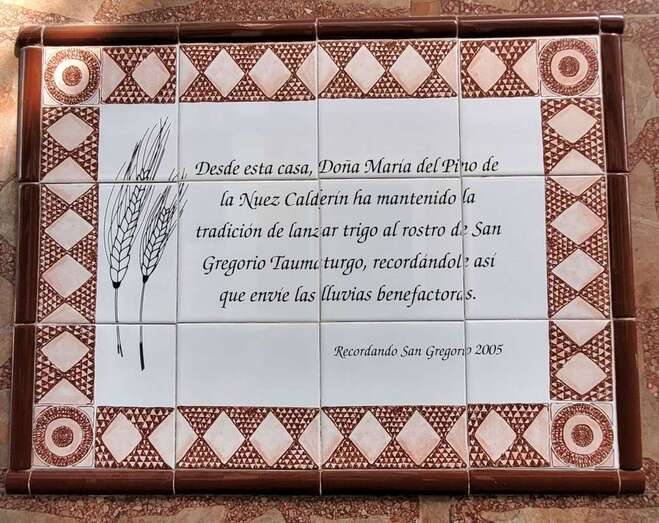 Desde esta casa, Doña María del Pino de
la Nuez Calderín ha mantenido la
tradición de lanzar trigo al rostro de San
Gregorio Taumaturgo, recordándole así
que envíe las lluvias benefactoras.
Recordando San Gregorio 2005